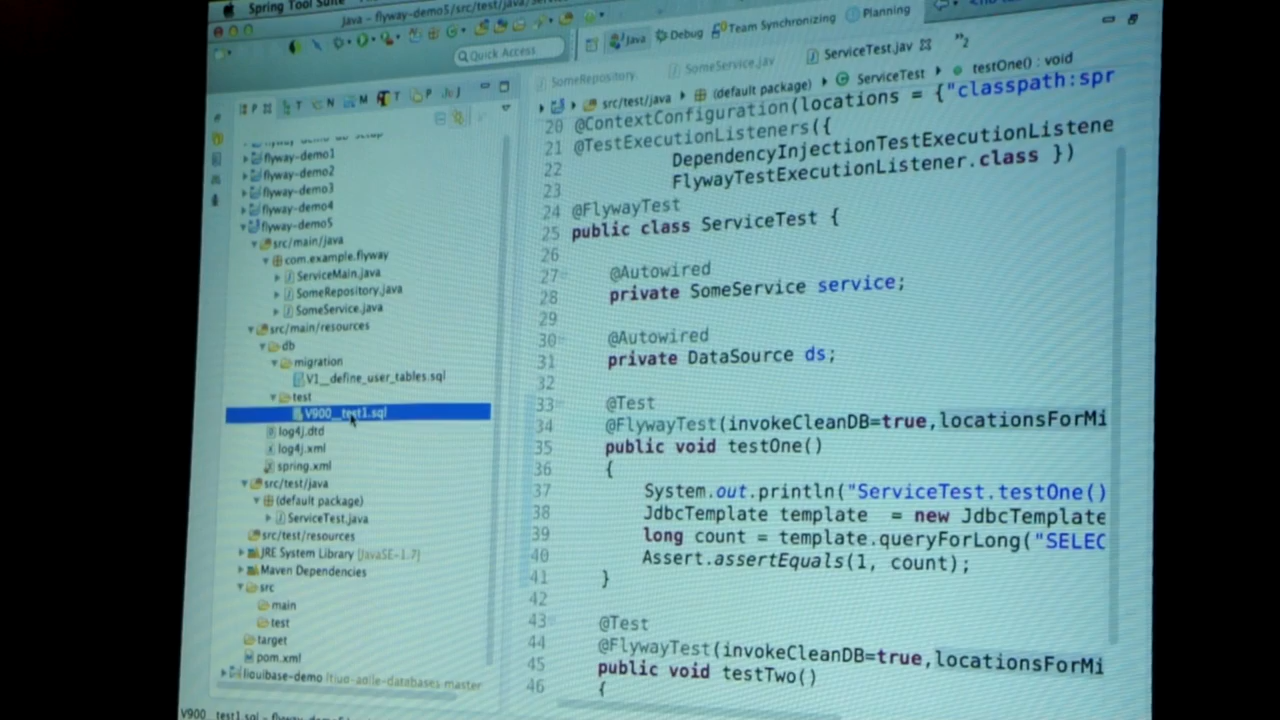 Spring Tool Suite
Java - flyway-demo5/src/test/java/
Quick Access
Java
Debug
Team Synchronizing
Planning
SomeRepository
SomeService.jav
ServiceTest.jav
2
src/test/java
(default package)
ServiceTest
testOne() : void
flyway-demo1
flyway-demo2
flyway-demo3
flyway-demo4
flyway-demo5
src/main/java
com.example.flyway
ServiceMain.java
SomeRepository.java
SomeService.java
src/main/resources
db
migration
V1__define_user_tables.sql
test
V900__test1.sql
log4j.dtd
log4j.xml
spring.xml
src/test/java
(default package)
ServiceTest.java
src/test/resources
JRE System Library [JavaSE-1.7]
Maven Dependencies
src
main
test
target
pom.xml
liquibase-demo
20 @ContextConfiguration(locations = {"classpath:spr
21 @TestExecutionListeners({
22 DependencyInjectionTestExecutionListene
23 FlywayTestExecutionListener.class })
24 @FlywayTest
25 public class ServiceTest {
26
27 @Autowired
28 private SomeService service;
29
30 @Autowired
31 private DataSource ds;
32
33 @Test
34 @FlywayTest(invokeCleanDB=true,locationsForMi
35 public void testOne()
36 {
37 System.out.println("ServiceTest.testOne()
38 JdbcTemplate template = new JdbcTemplate
39 long count = template.queryForLong("SELEC
40 Assert.assertEquals(1, count);
41 }
42
43 @Test
44 @FlywayTest(invokeCleanDB=true,locationsForMi
45 public void testTwo()
46 {